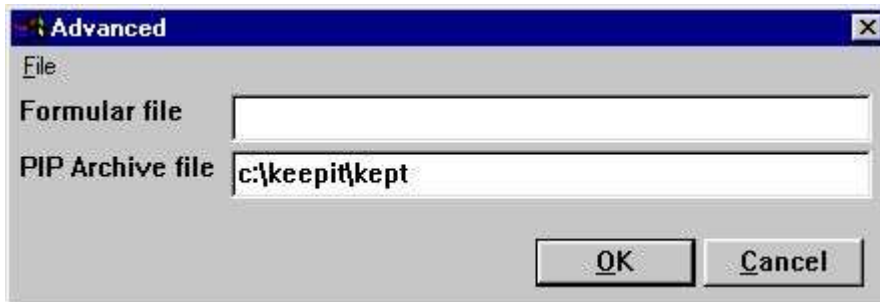 Advanced
File
Formular file
PIP Archive file c:\keepit\kept
OK Cancel